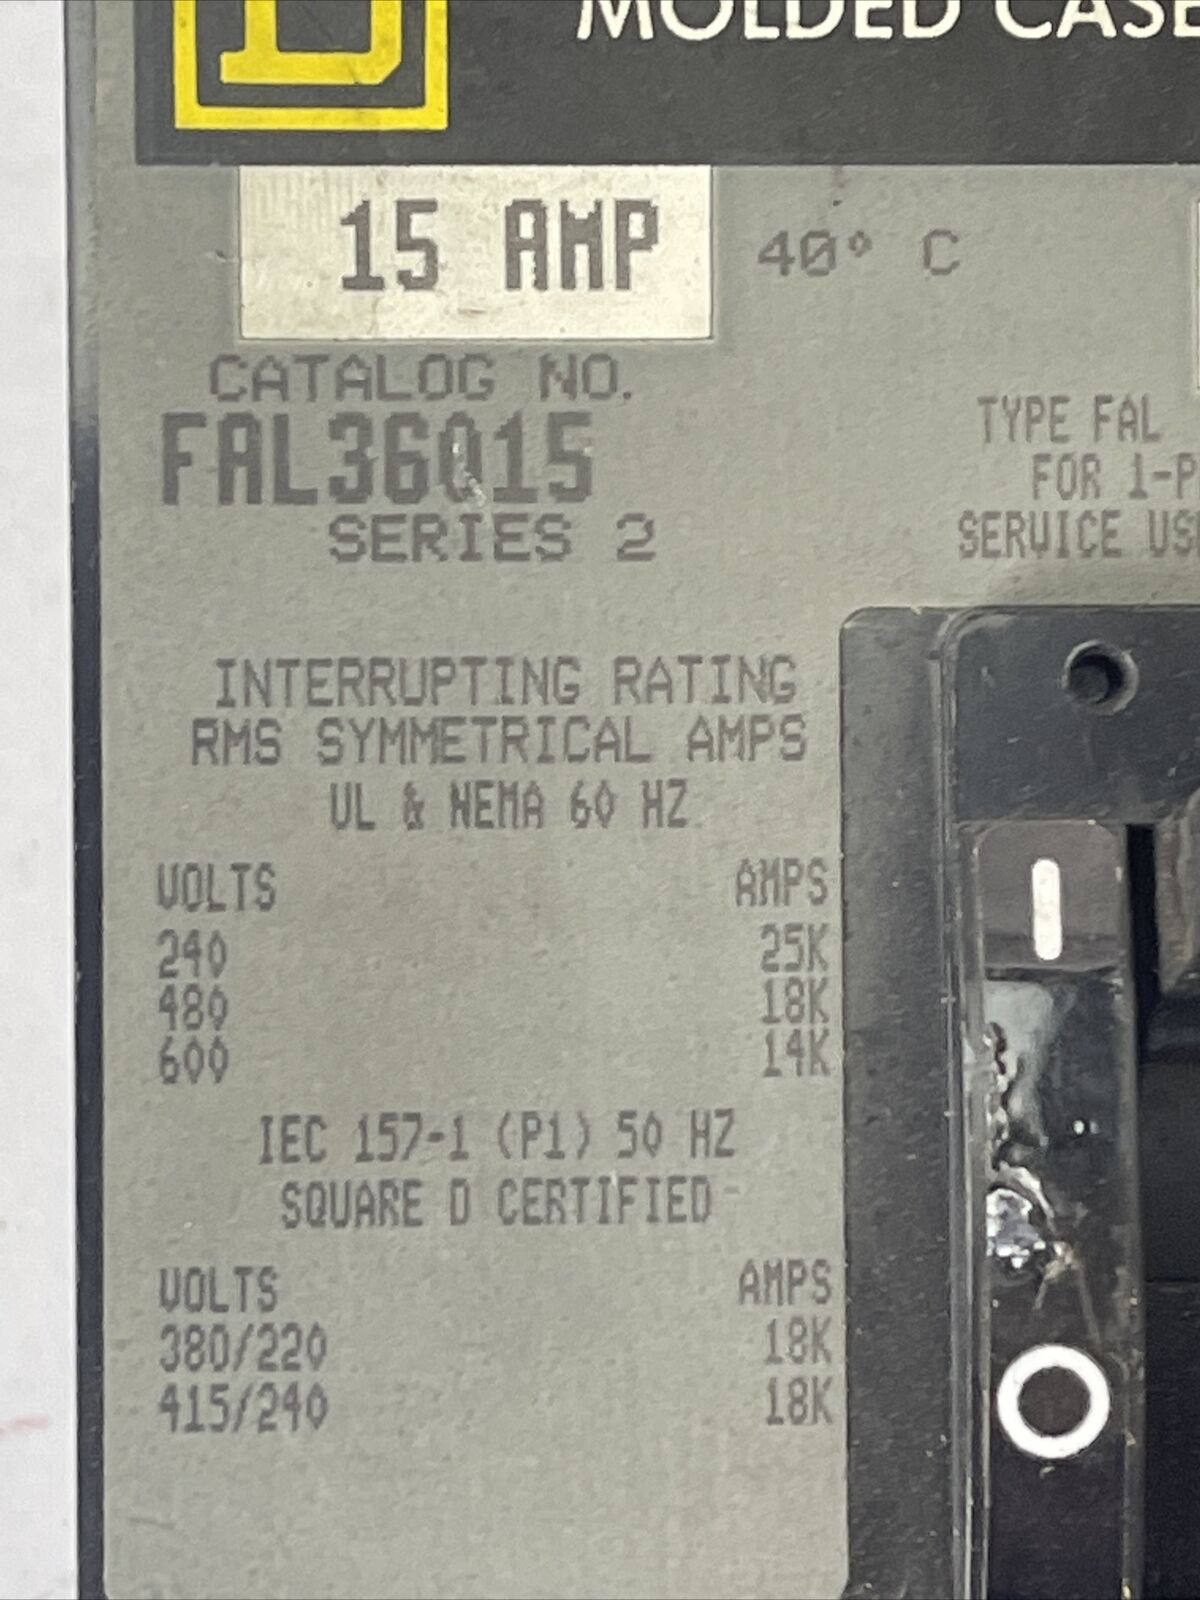 D
MOLDED CASE
15 AMP
40° C
CATALOG NO.
FAL36015
SERIES 2
TYPE FAL
FOR 1-P
SERVICE US
INTERRUPTING RATING
RMS SYMMETRICAL AMPS
UL & NEMA 60 HZ
VOLTS AMPS
240 25K
480 18K
600 14K
IEC 157-1 (P1) 50 HZ
SQUARE D CERTIFIED
VOLTS AMPS
380/220 18K
415/240 18K
I
O